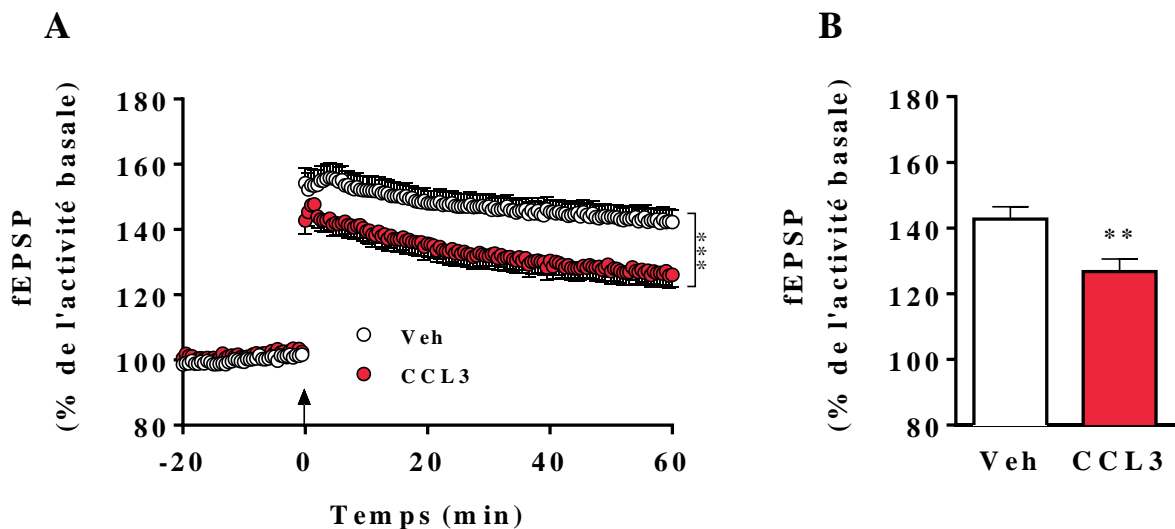 A
fEPSP
(% de l'activité basale)
180
160
140
120
100
80
-20
0
20
40
60
Temps (min)
Veh
CCL3
***
B
fEPSP
(% de l'activité basale)
180
160
140
120
100
80
**
Veh
CCL3